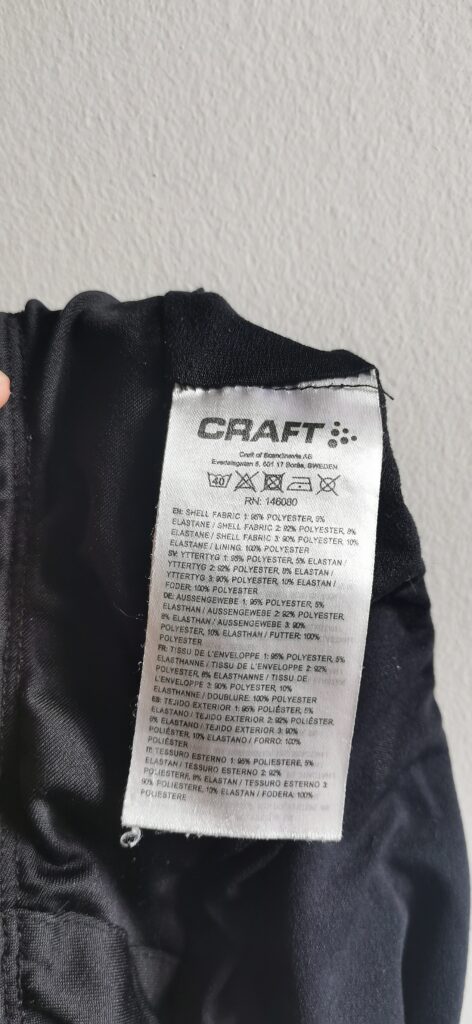 CRAFT
Craft of Scandinavia AB
Evedalsgatan 5, 501 17 Borås, SWEDEN
40
RN: 146080
EN: SHELL FABRIC 1: 95% POLYESTER, 5%
ELASTANE / SHELL FABRIC 2: 92% POLYESTER, 8%
ELASTANE / SHELL FABRIC 3: 90% POLYESTER, 10%
ELASTANE / LINING: 100% POLYESTER
SV: YTTERTYG 1: 95% POLYESTER, 5% ELASTAN /
YTTERTYG 2: 92% POLYESTER, 8% ELASTAN /
YTTERTYG 3: 90% POLYESTER, 10% ELASTAN /
FODER: 100% POLYESTER
DE: AUSSENGEWEBE 1: 95% POLYESTER, 5%
ELASTHAN / AUSSENGEWEBE 2: 92% POLYESTER,
8% ELASTHAN / AUSSENGEWEBE 3: 90%
POLYESTER, 10% ELASTHAN / FUTTER: 100%
POLYESTER
FR: TISSU DE L'ENVELOPPE 1: 95% POLYESTER, 5%
ELASTHANNE / TISSU DE L'ENVELOPPE 2: 92%
POLYESTER, 8% ELASTHANNE / TISSU DE
L'ENVELOPPE 3: 90% POLYESTER, 10%
ELASTHANNE / DOUBLURE: 100% POLYESTER
ES: TEJIDO EXTERIOR 1: 95% POLIÉSTER, 5%
ELASTANO / TEJIDO EXTERIOR 2: 92% POLIÉSTER,
8% ELASTANO / TEJIDO EXTERIOR 3: 90%
POLIÉSTER, 10% ELASTANO / FORRO: 100%
POLIÉSTER
IT: TESSURO ESTERNO 1: 95% POLIESTERE, 5%
ELASTAN / TESSURO ESTERNO 2: 92%
POLIESTERE, 8% ELASTAN / TESSURO ESTERNO 3:
90% POLIESTERE, 10% ELASTAN / FODERA: 100%
POLIESTERE